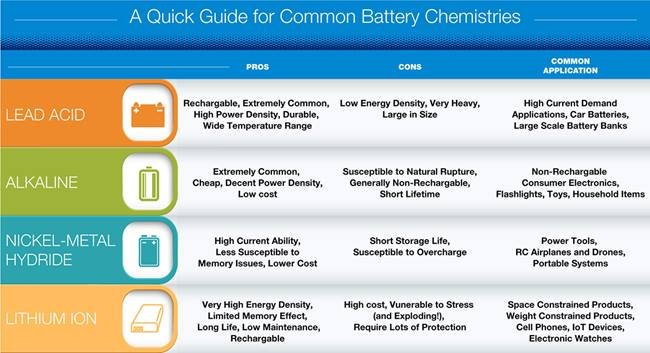 A Quick Guide for Common Battery Chemistries
PROS
CONS
COMMON
APPLICATION
LEAD ACID
Rechargable, Extremely Common,
High Power Density, Durable,
Wide Temperature Range
Low Energy Density, Very Heavy,
Large in Size
High Current Demand
Applications, Car Batteries,
Large Scale Battery Banks
ALKALINE
Extremely Common,
Cheap, Decent Power Density,
Low cost
Susceptible to Natural Rupture,
Generally Non-Rechargable,
Short Lifetime
Non-Rechargable
Consumer Electronics,
Flashlights, Toys, Household Items
NICKEL-METAL
HYDRIDE
High Current Ability,
Less Susceptible to
Memory Issues, Lower Cost
Short Storage Life,
Susceptible to Overcharge
Power Tools,
RC Airplanes and Drones,
Portable Systems
LITHIUM ION
Very High Energy Density,
Limited Memory Effect,
Long Life, Low Maintenance,
Rechargable
High cost, Vunerable to Stress
(and Exploding!),
Require Lots of Protection
Space Constrained Products,
Weight Constrained Products,
Cell Phones, IoT Devices,
Electronic Watches